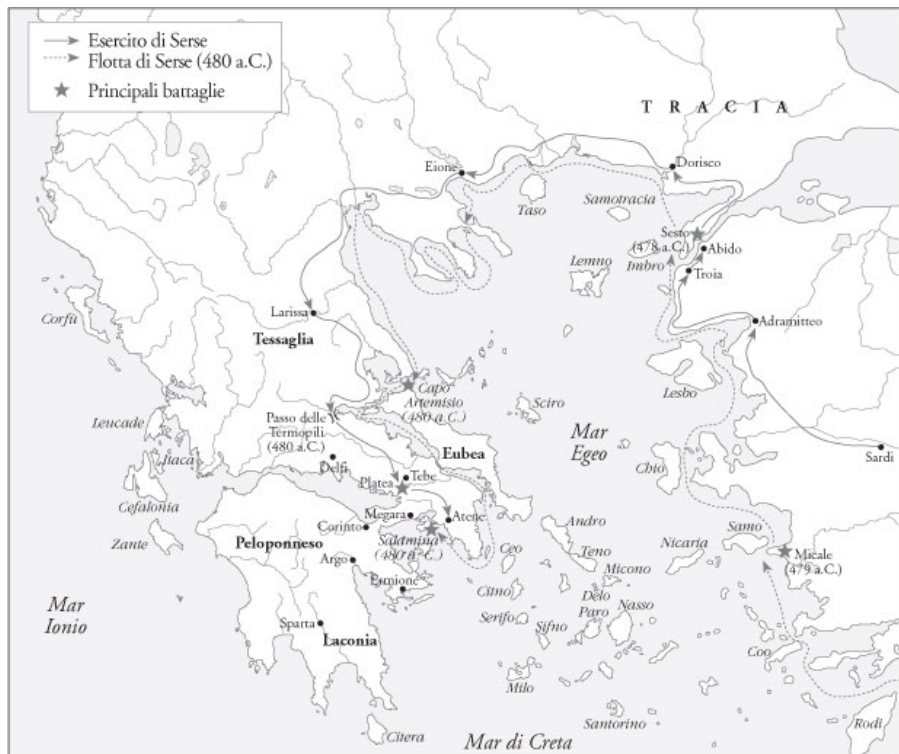 Esercito di Serse
Flotta di Serse (480 a.C.)
Principali battaglie
TRACIA
Eione
Dorisco
Taso
Samotracia
Sesto
(478 a.C.)
Abido
Imbro
Lemno
Troia
Corfù
Larissa
Tessaglia
Adramitteo
Capo
Artemisio
(480 a.C.)
Lesbo
Leucade
Passo delle
Termopili
(480 a.C.)
Sciro
Mar
Egeo
Eubea
Itaca
Delfi
Tebe
Platea
Chio
Sardi
Cefalonia
Megara
Atene
Corinto
Salamina
(480 a.C.)
Andro
Zante
Peloponneso
Ceo
Teno
Nicaria
Samo
Micale
(479 a.C.)
Argo
Micono
Ermione
Citno
Delo
Paro
Nasso
Mar
Ionio
Serifo
Sifno
Sparta
Laconia
Coo
Milo
Santorino
Rodi
Citera
Mar di Creta